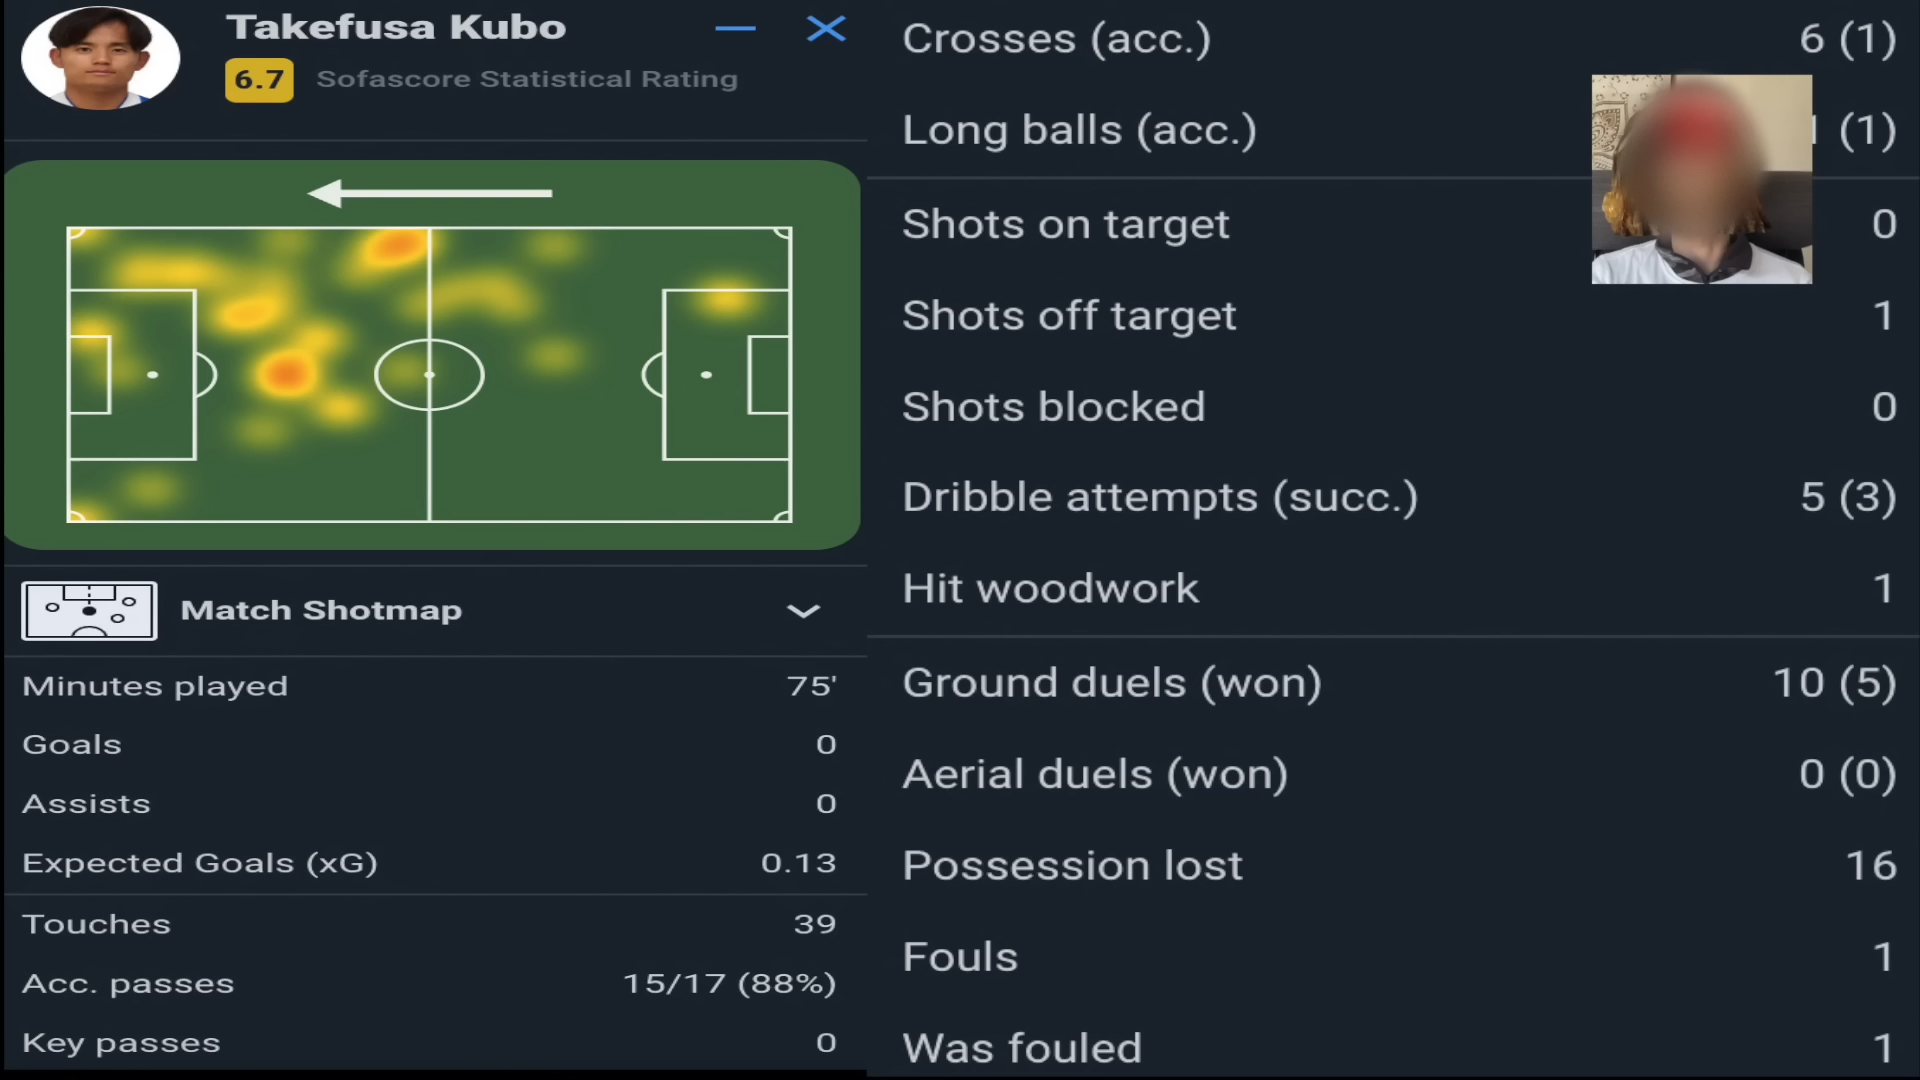 Takefusa Kubo
6.7 Sofascore Statistical Rating
Match Shotmap
Minutes played 75'
Goals 0
Assists 0
Expected Goals (xG) 0.13
Touches 39
Acc. passes 15/17 (88%)
Key passes 0
Crosses (acc.) 6 (1)
Long balls (acc.) (1)
Shots on target 0
Shots off target 1
Shots blocked 0
Dribble attempts (succ.) 5 (3)
Hit woodwork 1
Ground duels (won) 10 (5)
Aerial duels (won) 0 (0)
Possession lost 16
Fouls 1
Was fouled 1